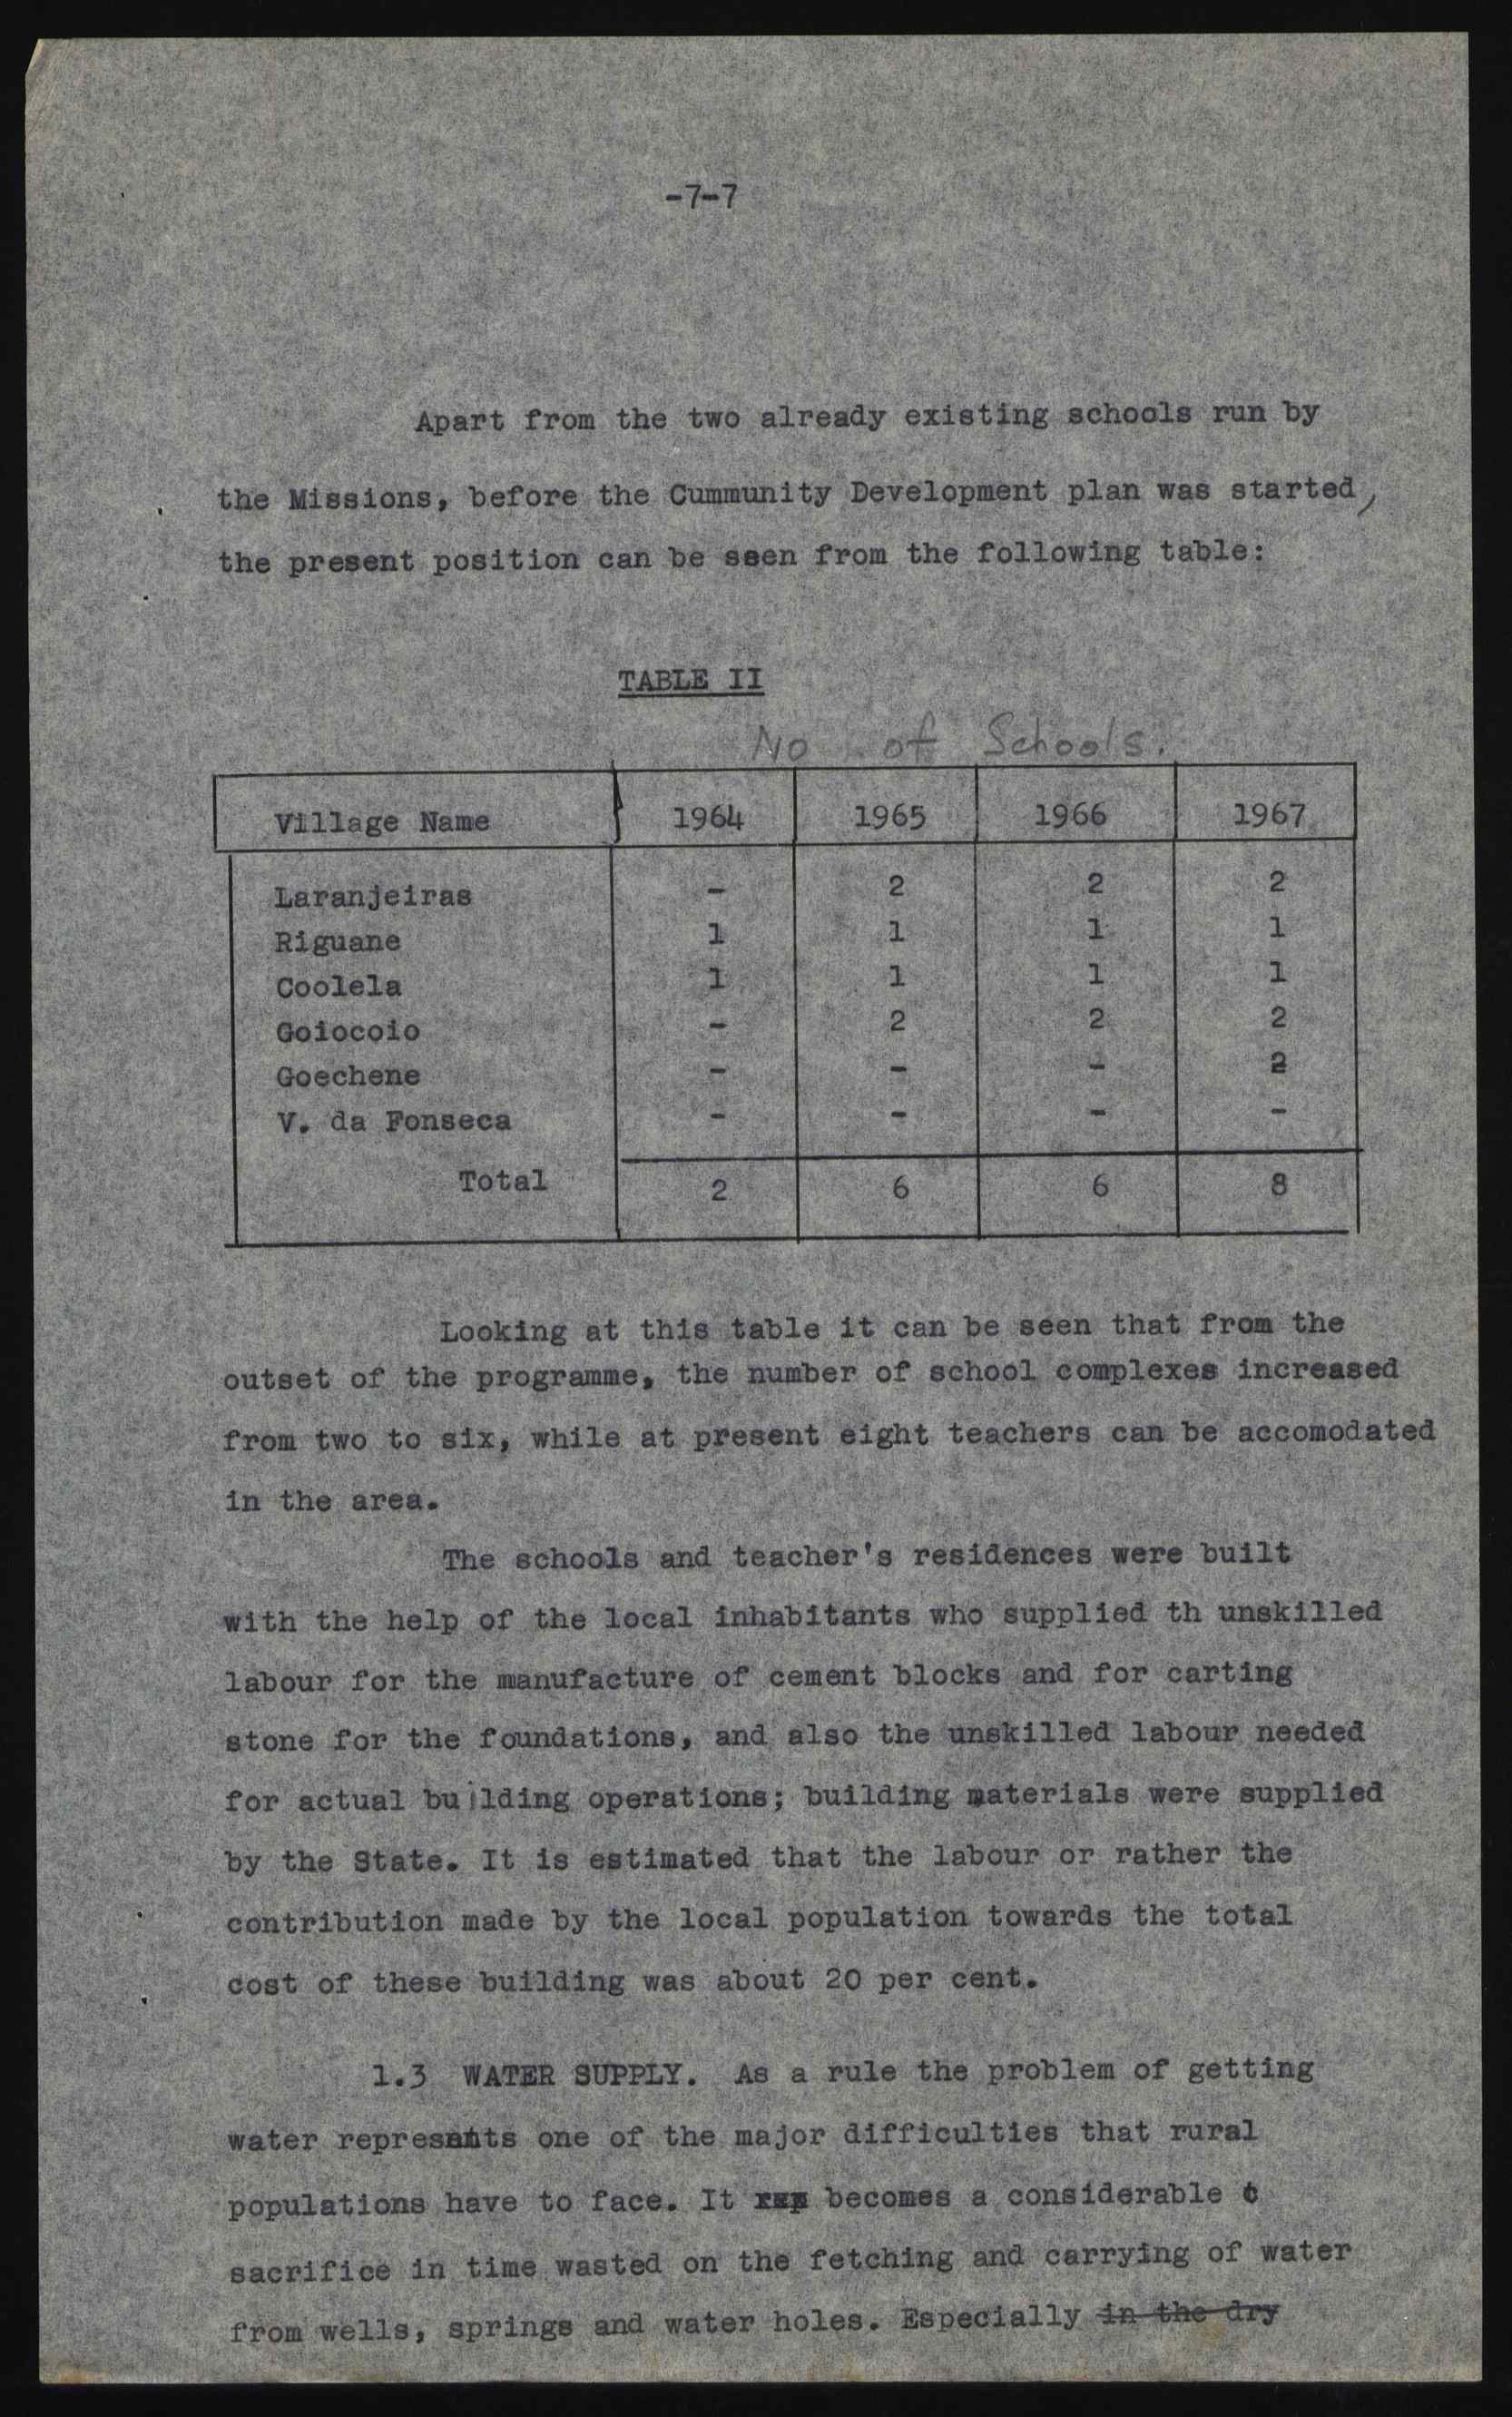 -7-7
Apart from the two already existing schools run by
the Missions, before the Cummunity Development plan was started,
the present position can be seen from the following table:
TABLE II
No of Schools.
Village Name 1964 1965 1966 1967
Laranjeiras - 2 2 2
Riguane 1 1 1 1
Coolela 1 1 1 1
Goiocoio - 2 2 2
Goechene - - - 2
V. da Fonseca - - - -
Total 2 6 6 8
Looking at this table it can be seen that from the
outset of the programme, the number of school complexes increased
from two to six, while at present eight teachers can be accomodated
in the area.
The schools and teacher's residences were built
with the help of the local inhabitants who supplied th unskilled
labour for the manufacture of cement blocks and for carting
stone for the foundations, and also the unskilled labour needed
for actual building operations; building materials were supplied
by the State. It is estimated that the labour or rather the
contribution made by the local population towards the total
cost of these building was about 20 per cent.
1.3 WATER SUPPLY. As a rule the problem of getting
water represents one of the major difficulties that rural
populations have to face. It becomes a considerable
sacrifice in time wasted on the fetching and carrying of water
from wells, springs and water holes. Especially in the dry